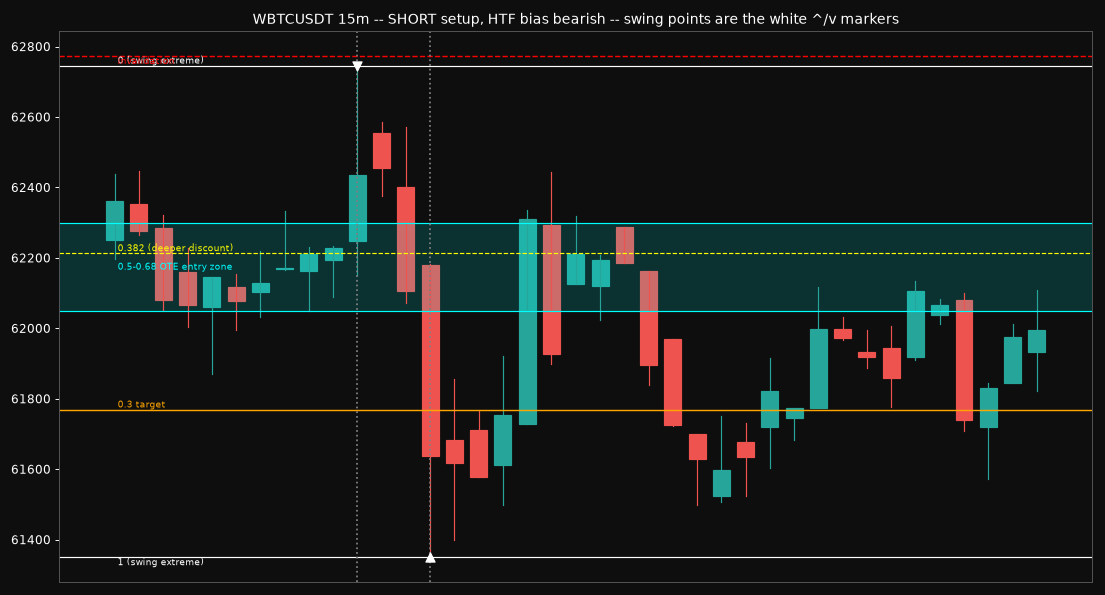 WBTCUSDT 15m -- SHORT setup, HTF bias bearish -- swing points are the white ^/v markers
62800
0 (swing extreme)
62600
62400
0.382 (deeper discount)
62200
0.5-0.68 OTE entry zone
62000
61800
0.3 target
61600
61400
1 (swing extreme)